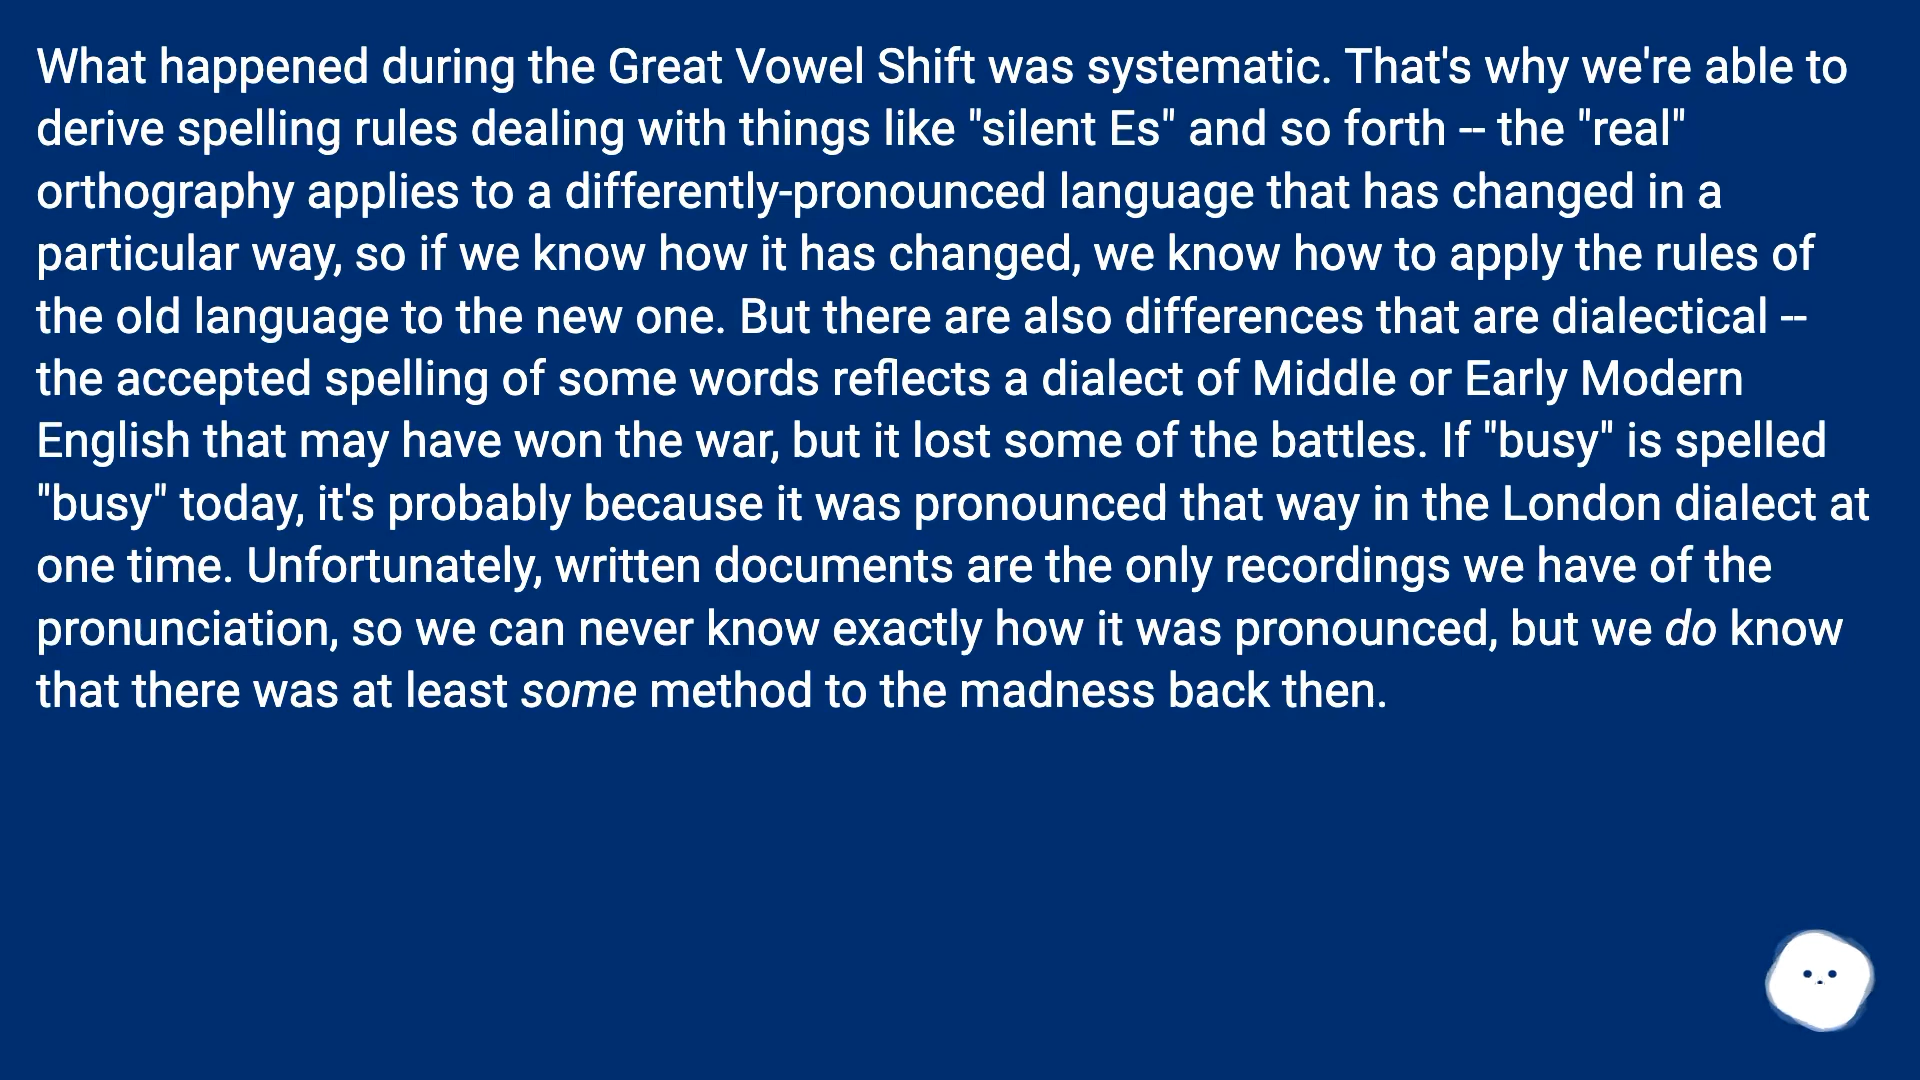 What happened during the Great Vowel Shift was systematic. That's why we're able to
derive spelling rules dealing with things like "silent Es" and so forth -- the "real"
orthography applies to a differently-pronounced language that has changed in a
particular way, so if we know how it has changed, we know how to apply the rules of
the old language to the new one. But there are also differences that are dialectical --
the accepted spelling of some words reflects a dialect of Middle or Early Modern
English that may have won the war, but it lost some of the battles. If "busy" is spelled
"busy" today, it's probably because it was pronounced that way in the London dialect at
one time. Unfortunately, written documents are the only recordings we have of the
pronunciation, so we can never know exactly how it was pronounced, but we do know
that there was at least some method to the madness back then.